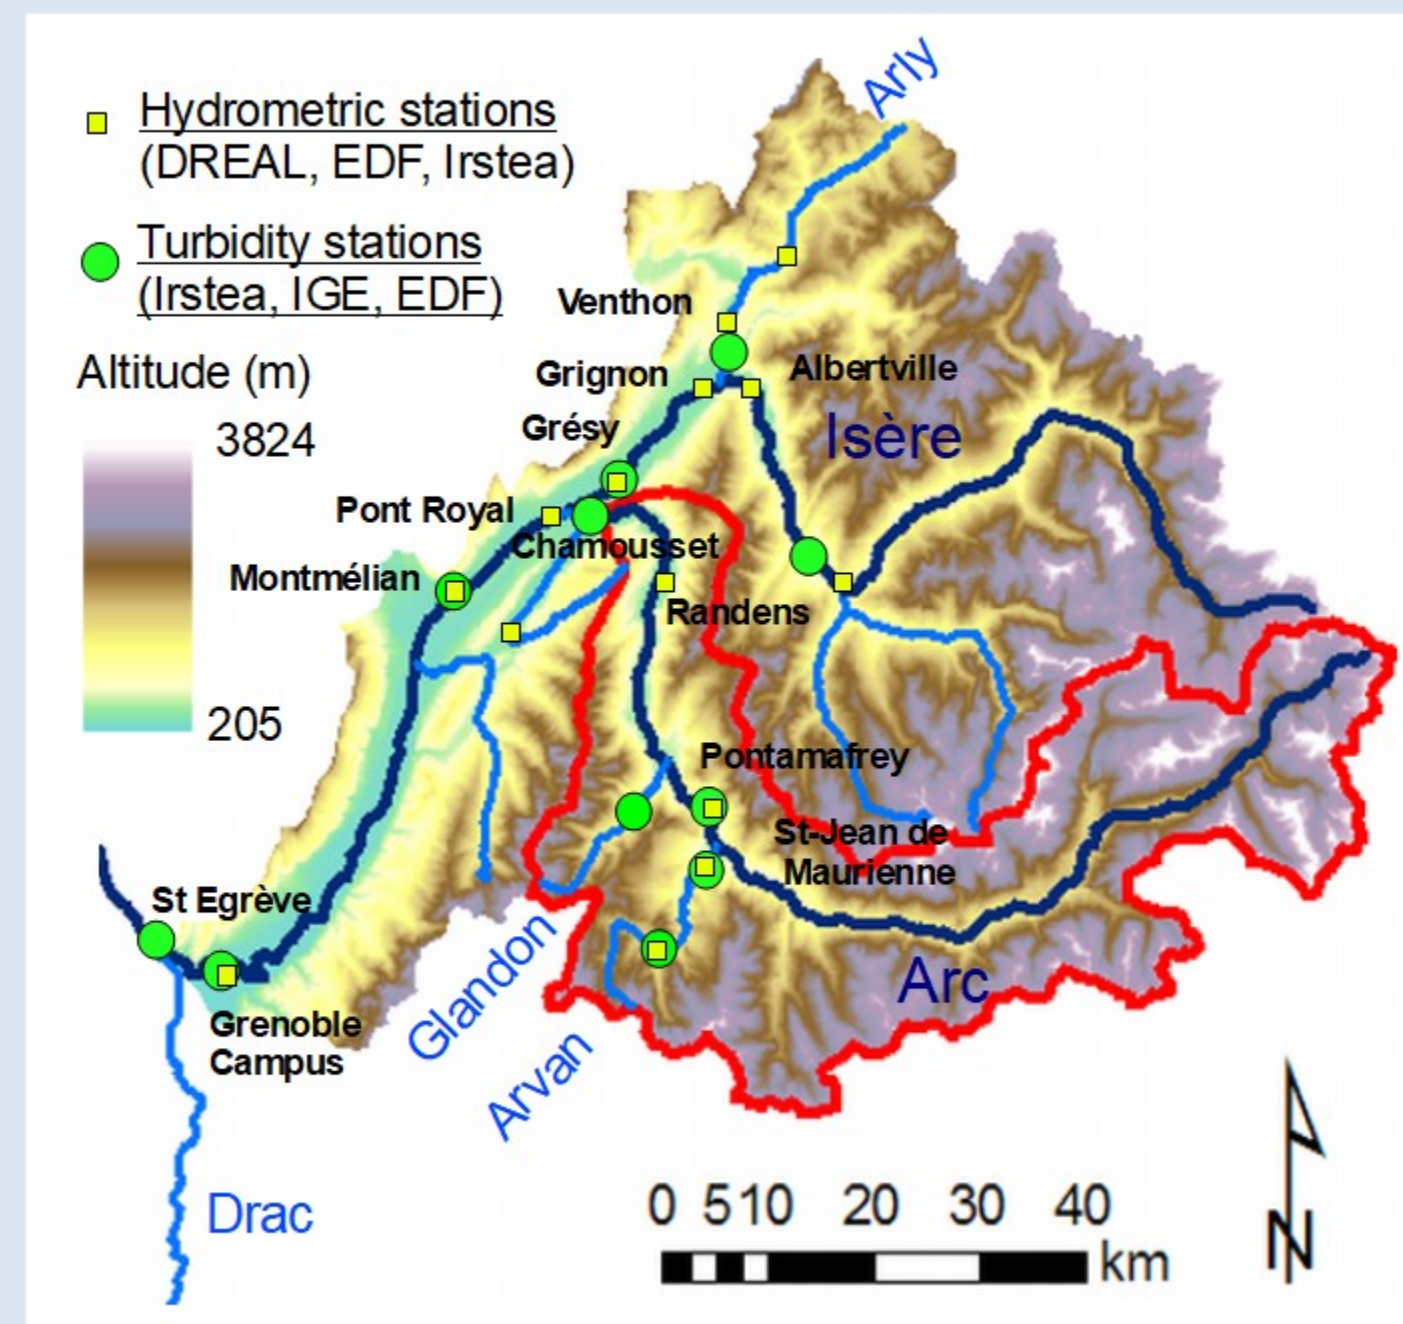 Hydrometric stations
(DREAL, EDF, Irstea)
Turbidity stations
(Irstea, IGE, EDF)
Altitude (m)
3824
205
Arly
Venthon
Grignon
Albertville
Grésy
Isère
Pont Royal
Chamousset
Montmélian
Randens
Pontamafrey
St-Jean de
Maurienne
St Egrève
Glandon
Arc
Grenoble
Campus
Arvan
Drac
0 5 10 20 30 40
km
N